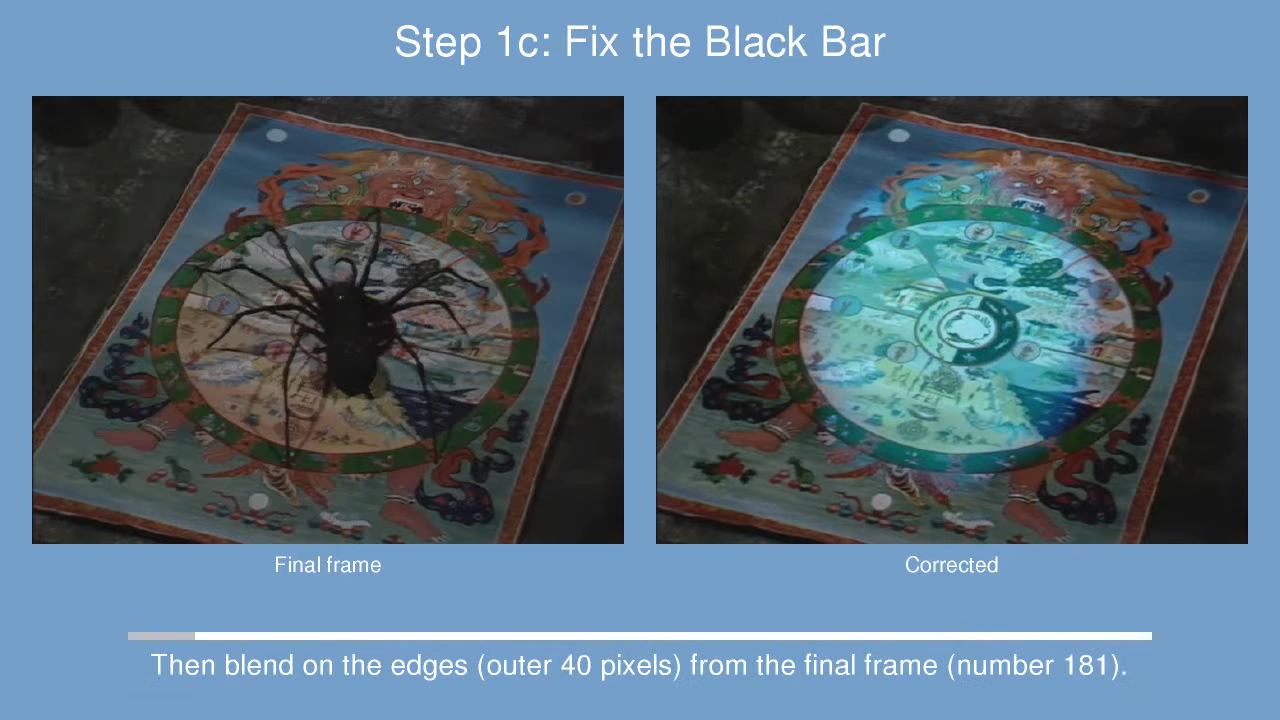 Step 1c: Fix the Black Bar
Final frame
Corrected
Then blend on the edges (outer 40 pixels) from the final frame (number 181).